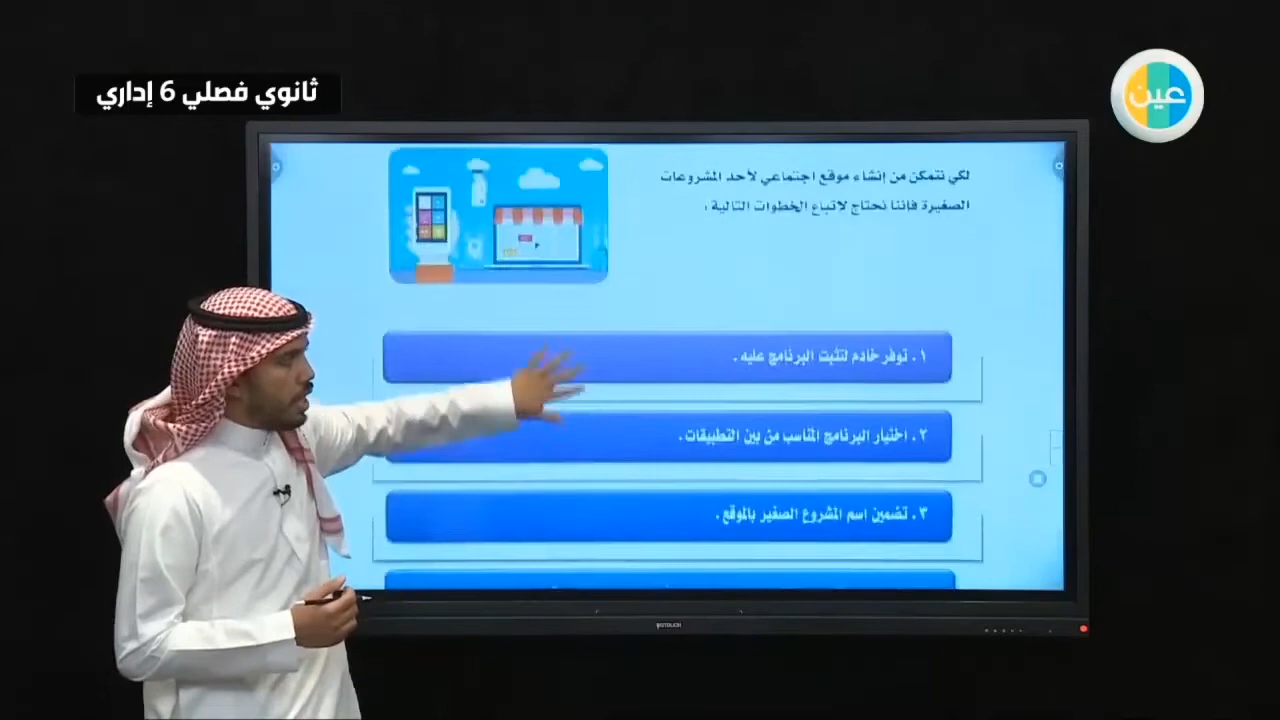 ثانوي فصلي 6 إداري
عين
لكي نتمكن من إنشاء موقع اجتماعي لأحد المشروعات
الصغيرة فإننا نحتاج لاتباع الخطوات التالية :
١ . توفر خادم لتثبت البرنامج عليه .
٢ . اختيار البرنامج المناسب من بين التطبيقات .
٣ . تضمين اسم المشروع الصغير بالموقع .